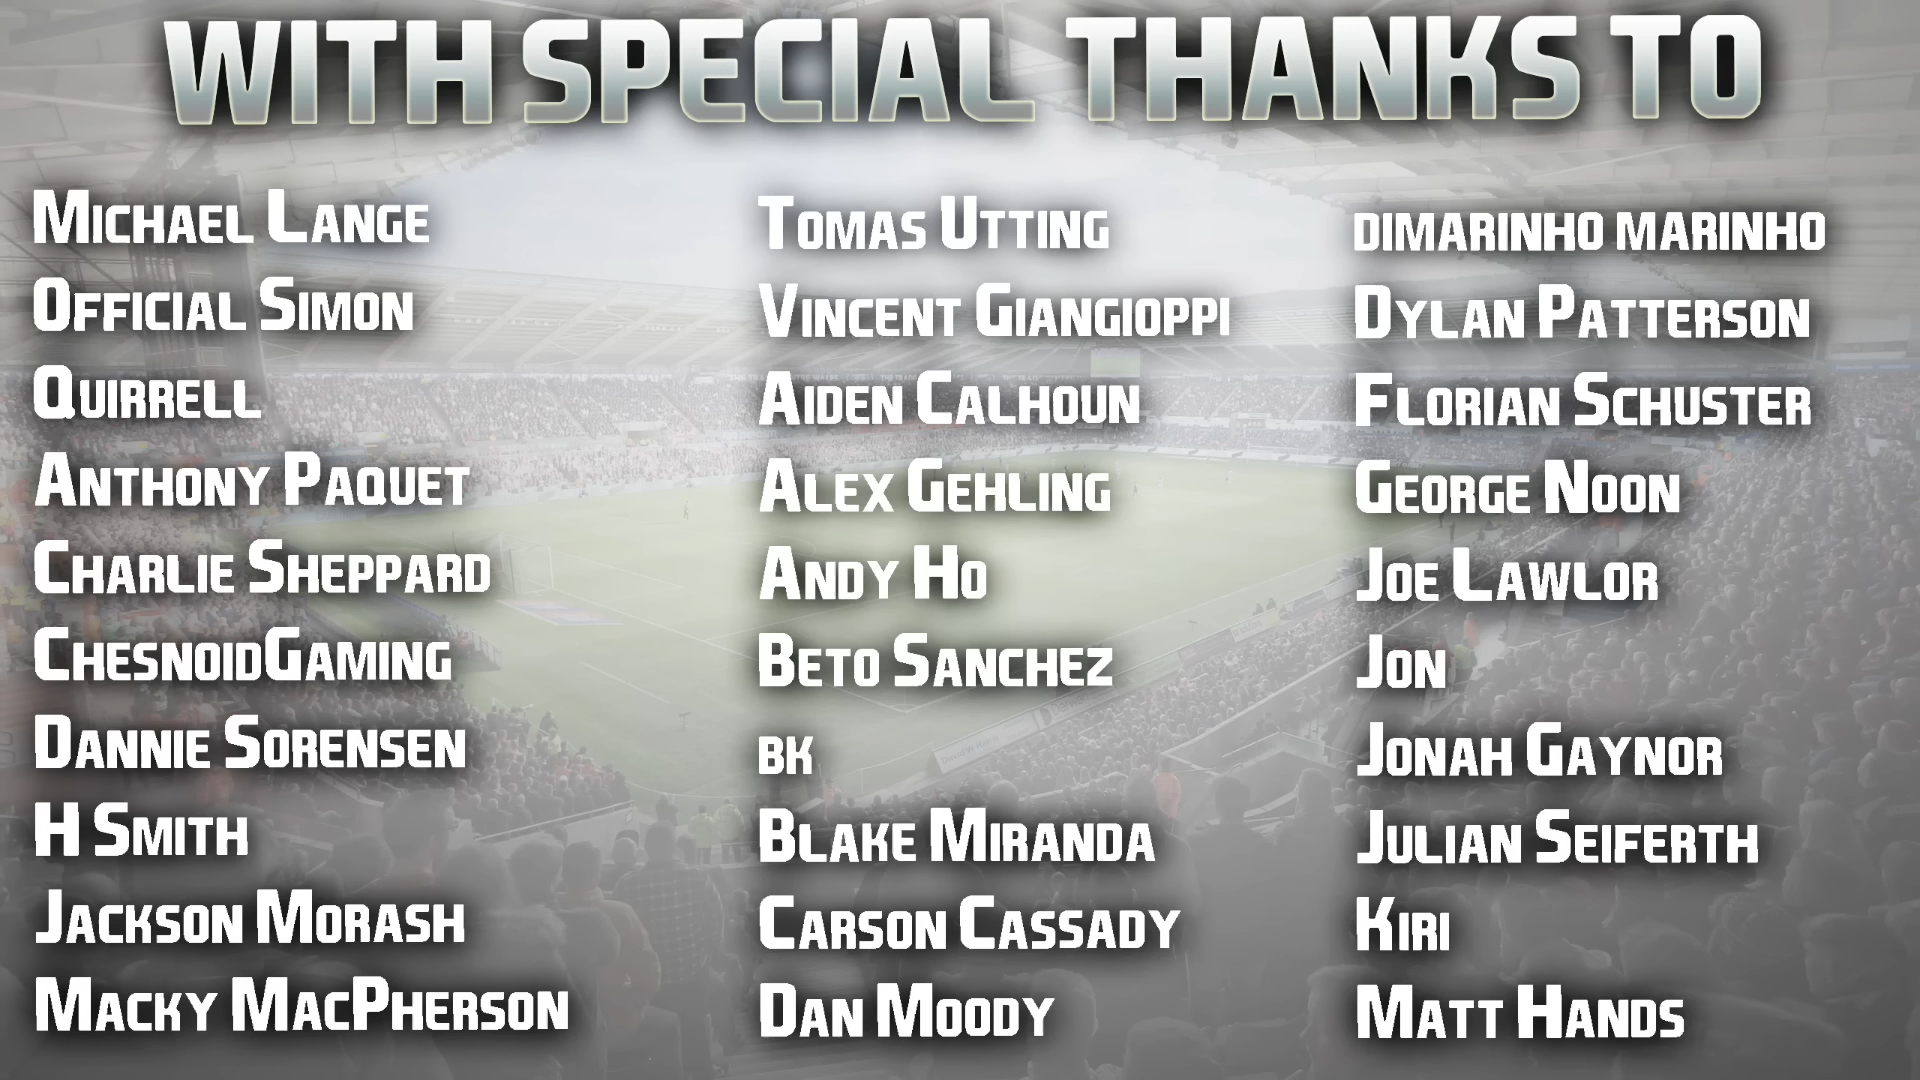 WITH SPECIAL THANKS TO
Michael Lange
Official Simon
Quirrell
Anthony Paquet
Charlie Sheppard
ChesnoidGaming
Dannie Sorensen
H Smith
Jackson Morash
Macky MacPherson
Tomas Utting
Vincent Giangioppi
Aiden Calhoun
Alex Gehling
Andy Ho
Beto Sanchez
bk
Blake Miranda
Carson Cassady
Dan Moody
dimarinho marinho
Dylan Patterson
Florian Schuster
George Noon
Joe Lawlor
Jon
Jonah Gaynor
Julian Seiferth
Kiri
Matt Hands